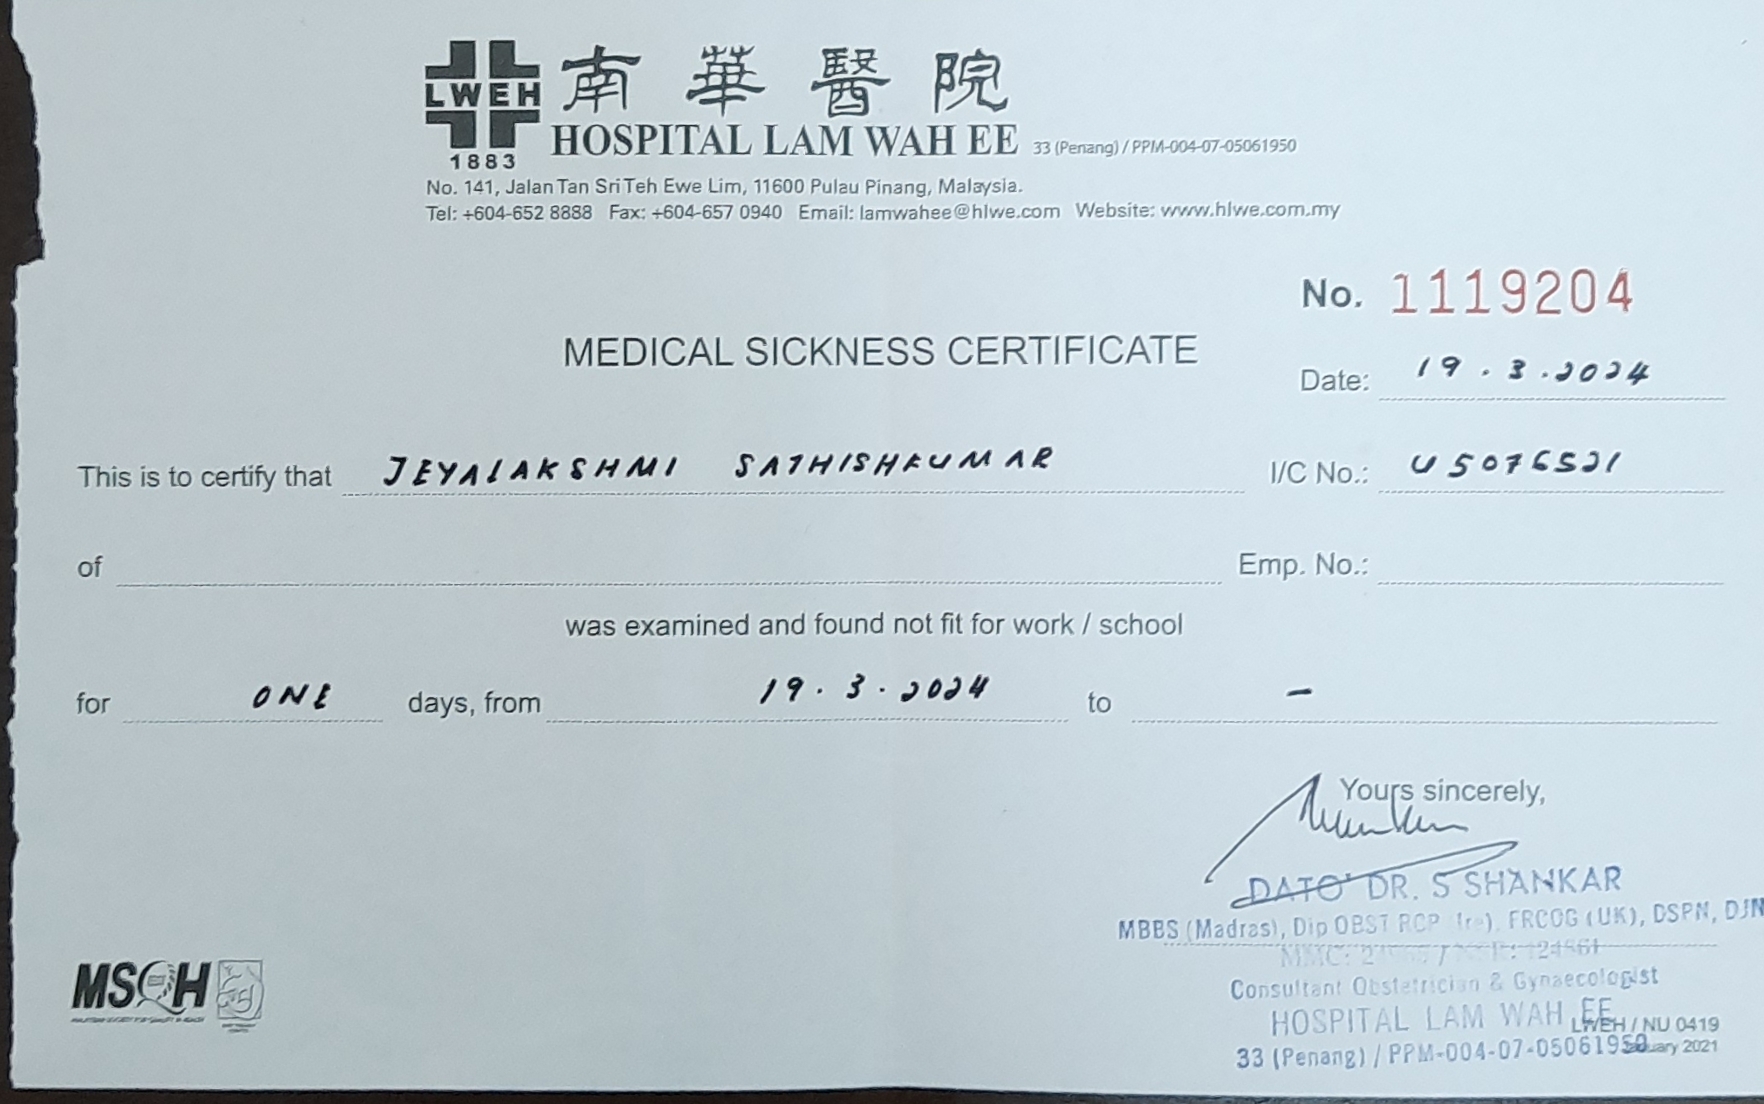 LWEH
1883
南華醫院
HOSPITAL LAM WAH EE 33 (Penang) / PPM-004-07-05061950
No. 141, Jalan Tan Sri Teh Ewe Lim, 11600 Pulau Pinang, Malaysia.
Tel: +604-652 8888 Fax: +604-657 0940 Email: lamwahee@hlwe.com Website: www.hlwe.com.my
No. 1119204
MEDICAL SICKNESS CERTIFICATE
Date: 19.3.2024
This is to certify that JEYALAKSHMI SATHISHKUMAR I/C No.: U5076521
of Emp. No.:
was examined and found not fit for work / school
for ONE days, from 19.3.2024 to –
Yours sincerely,
DATO' DR. S SHANKAR
MBBS (Madras), Dip OBST RCP (Ire), FRCOG (UK), DSPN, DJN
MMC: / 124561
Consultant Obstetrician & Gynaecologist
HOSPITAL LAM WAH EE
33 (Penang) / PPM-004-07-05061950
LWEH / NU 0419
January 2021
MSQH